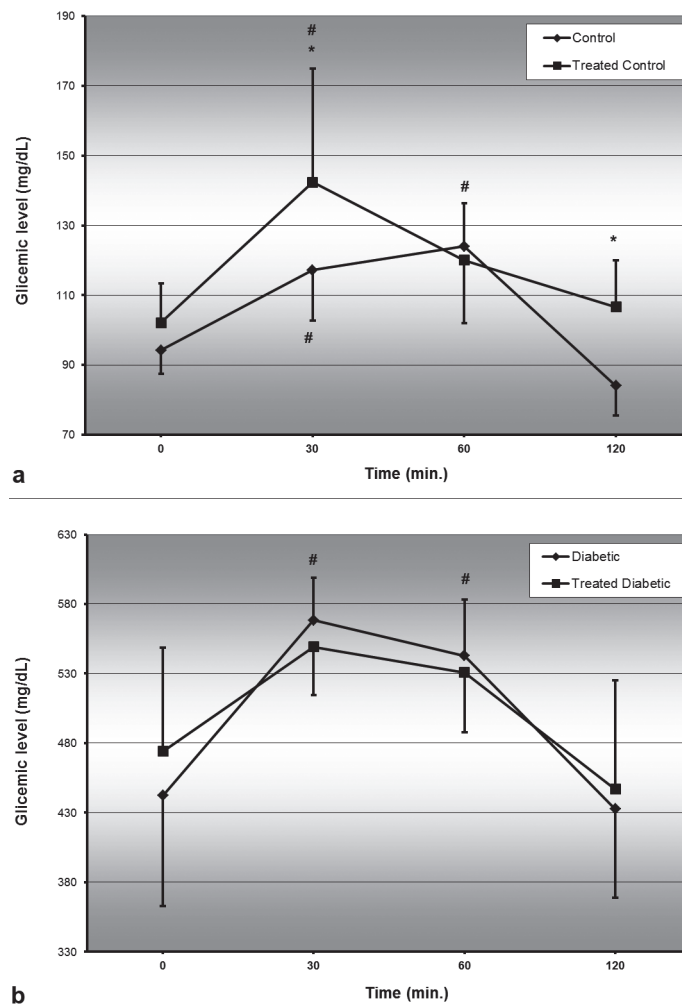 190
170
150
130
110
90
70
Glicemic level (mg/dL)
Control
Treated Control
#
*
#
#
*
0 30 60 120
Time (min.)
a
630
580
530
480
430
380
330
Glicemic level (mg/dL)
Diabetic
Treated Diabetic
# #
0 30 60 120
Time (min.)
b